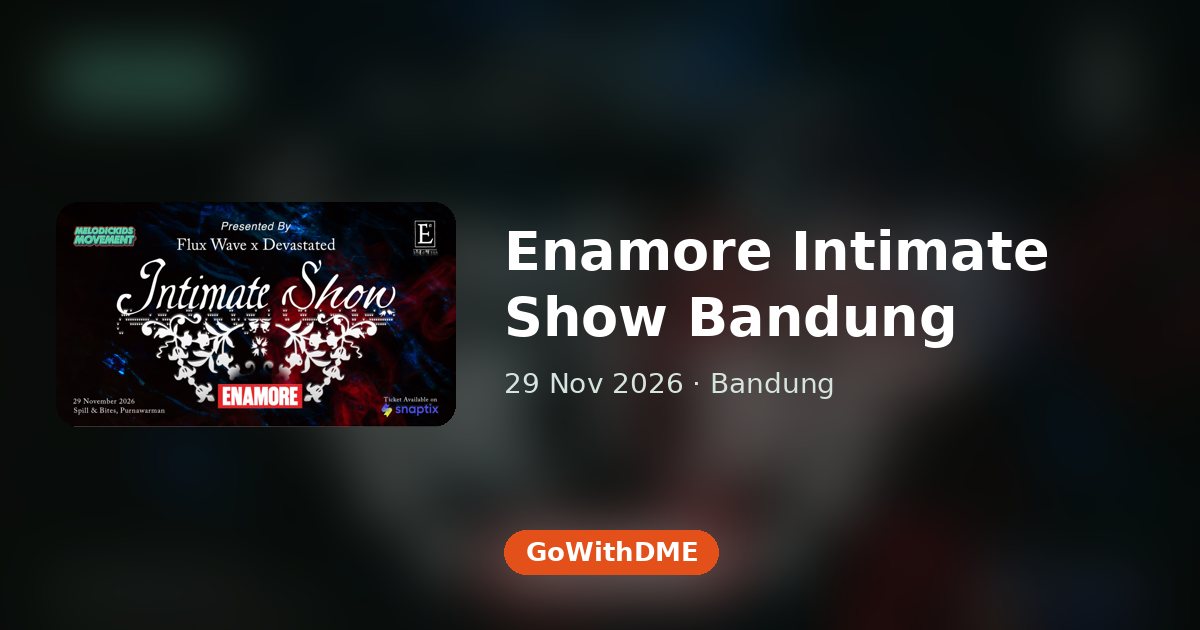 MELODICKIDS
MOVEMENT
Presented By
Flux Wave x Devastated
E
Intimate Show
ENAMORE
29 November 2026
Spill & Bites, Purnawarman
Ticket Available on
snaptix
Enamore Intimate
Show Bandung
29 Nov 2026 · Bandung
GoWithDME